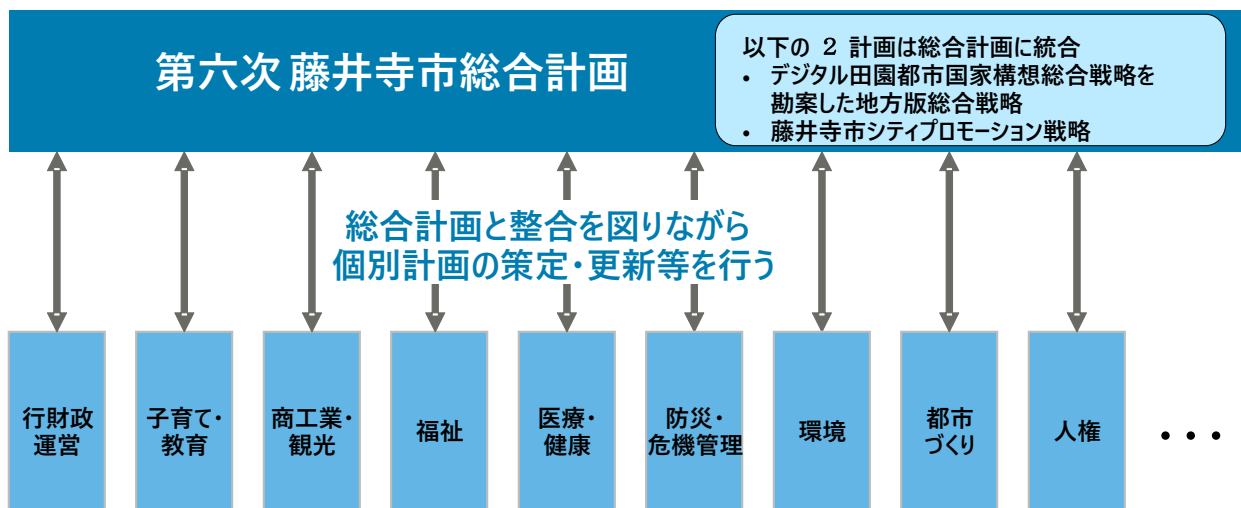 第六次 藤井寺市総合計画
以下の 2 計画は総合計画に統合
• デジタル田園都市国家構想総合戦略を
勘案した地方版総合戦略
• 藤井寺市シティプロモーション戦略
総合計画と整合を図りながら
個別計画の策定・更新等を行う
行財政
運営
子育て・
教育
商工業・
観光
福祉
医療・
健康
防災・
危機管理
環境
都市
づくり
人権
・・・